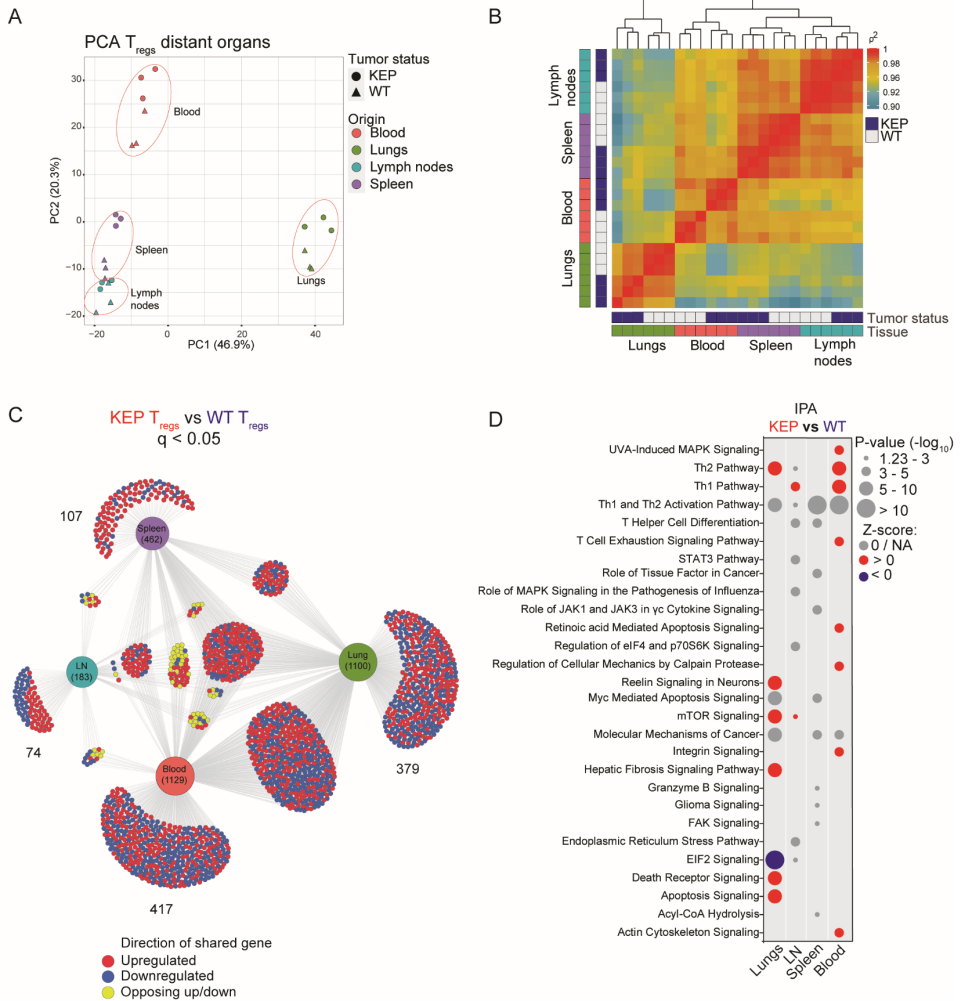 A
PCA Tregs distant organs
30
20
10
0
−10
−20
−20
0
20
40
PC2 (20.3%)
PC1 (46.9%)
Blood
Spleen
Lymph
nodes
Lungs
Tumor status
KEP
WT
Origin
Blood
Lungs
Lymph nodes
Spleen
B
ρ2
1
0.98
0.96
0.94
0.92
0.90
KEP
WT
Lymph
nodes
Spleen
Blood
Lungs
Tumor status
Tissue
Lungs
Blood
Spleen
Lymph
nodes
C
KEP Tregs vs WT Tregs
q < 0.05
107
Spleen
(462)
LN
(183)
Lung
(1100)
74
379
Blood
(1129)
417
Direction of shared gene
Upregulated
Downregulated
Opposing up/down
D
IPA
KEP vs WT
UVA-Induced MAPK Signaling
Th2 Pathway
Th1 Pathway
Th1 and Th2 Activation Pathway
T Helper Cell Differentiation
T Cell Exhaustion Signaling Pathway
STAT3 Pathway
Role of Tissue Factor in Cancer
Role of MAPK Signaling in the Pathogenesis of Influenza
Role of JAK1 and JAK3 in γc Cytokine Signaling
Retinoic acid Mediated Apoptosis Signaling
Regulation of eIF4 and p70S6K Signaling
Regulation of Cellular Mechanics by Calpain Protease
Reelin Signaling in Neurons
Myc Mediated Apoptosis Signaling
mTOR Signaling
Molecular Mechanisms of Cancer
Integrin Signaling
Hepatic Fibrosis Signaling Pathway
Granzyme B Signaling
Glioma Signaling
FAK Signaling
Endoplasmic Reticulum Stress Pathway
EIF2 Signaling
Death Receptor Signaling
Apoptosis Signaling
Acyl-CoA Hydrolysis
Actin Cytoskeleton Signaling
Lungs
LN
Spleen
Blood
P-value (-log10)
1.23 - 3
3 - 5
5 - 10
> 10
Z-score:
0 / NA
> 0
< 0